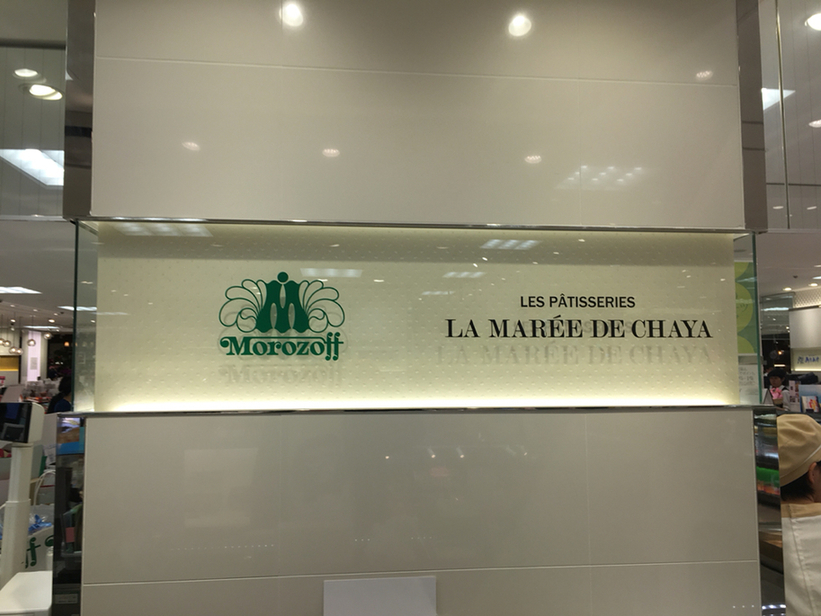 Morozoff
LES PÂTISSERIES
LA MARÉE DE CHAYA